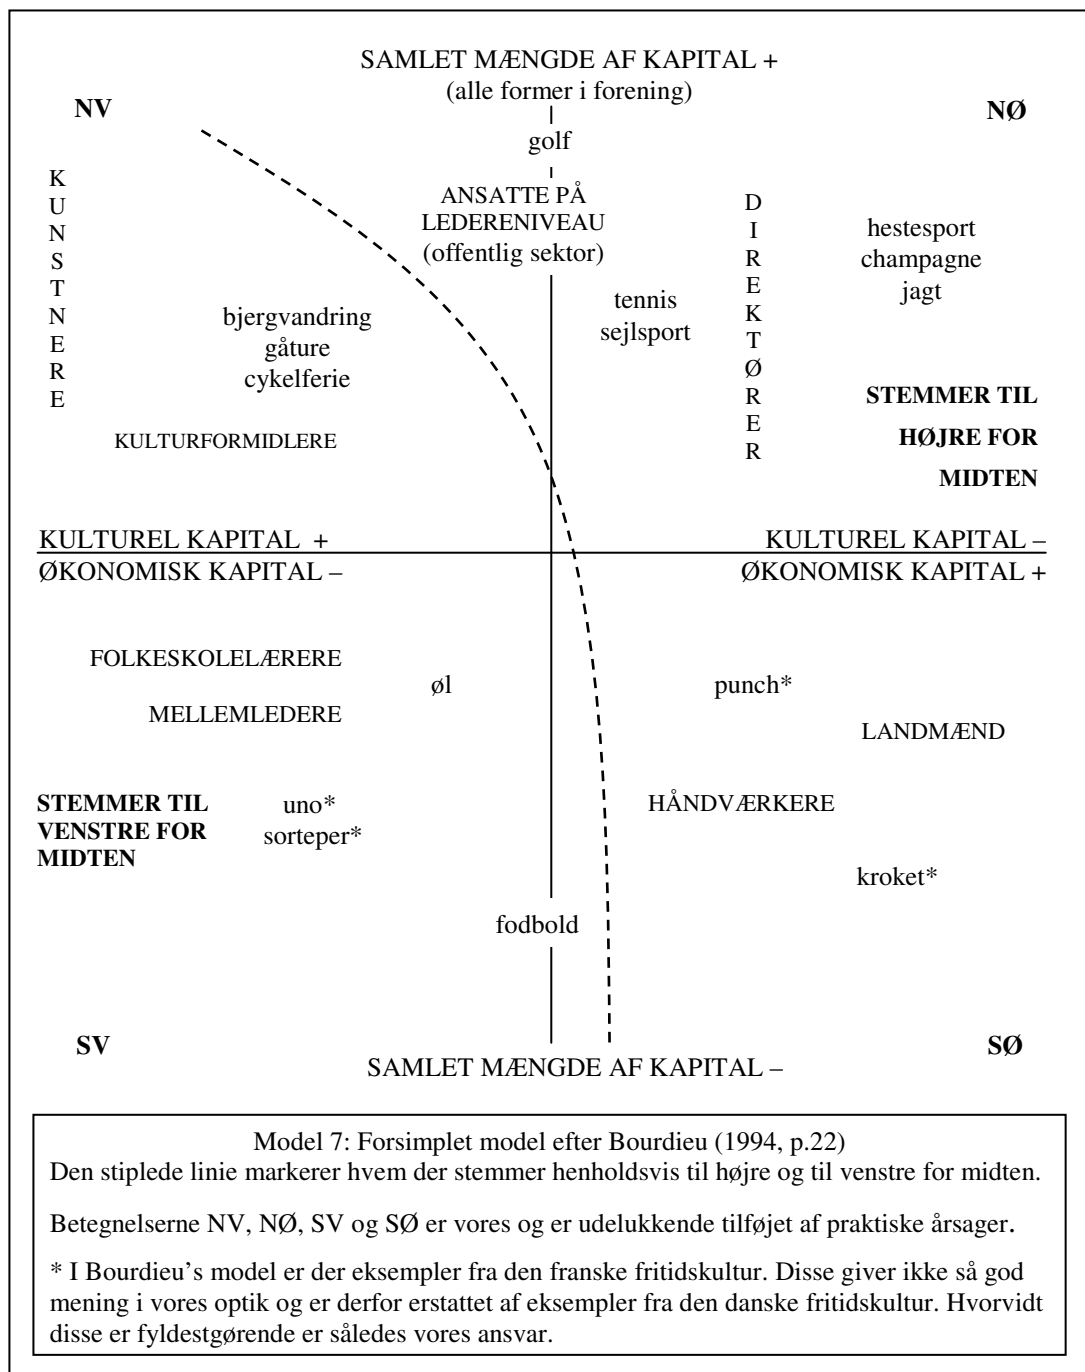 SAMLET MÆNGDE AF KAPITAL +
(alle former i forening)
NV
NØ
golf
KUNSTNERE
ANSATTE PÅ
LEDERENIVEAU
(offentlig sektor)
DIREKTØRER
hestesport
champagne
jagt
tennis
sejlsport
bjergvandring
gåture
cykelferie
STEMMER TIL
HØJRE FOR
MIDTEN
KULTURFORMIDLERE
KULTUREL KAPITAL +
KULTUREL KAPITAL –
ØKONOMISK KAPITAL –
ØKONOMISK KAPITAL +
FOLKESKOLELÆRERE
øl
punch*
MELLEMLEDERE
LANDMÆND
STEMMER TIL
VENSTRE FOR
MIDTEN
uno*
sorteper*
HÅNDVÆRKERE
kroket*
fodbold
SV
SØ
SAMLET MÆNGDE AF KAPITAL –
Model 7: Forsimplet model efter Bourdieu (1994, p.22)
Den stiplede linie markerer hvem der stemmer henholdsvis til højre og til venstre for midten.
Betegnelserne NV, NØ, SV og SØ er vores og er udelukkende tilføjet af praktiske årsager.
* I Bourdieu’s model er der eksempler fra den franske fritidskultur. Disse giver ikke så god
mening i vores optik og er derfor erstattet af eksempler fra den danske fritidskultur. Hvorvidt
disse er fyldestgørende er således vores ansvar.